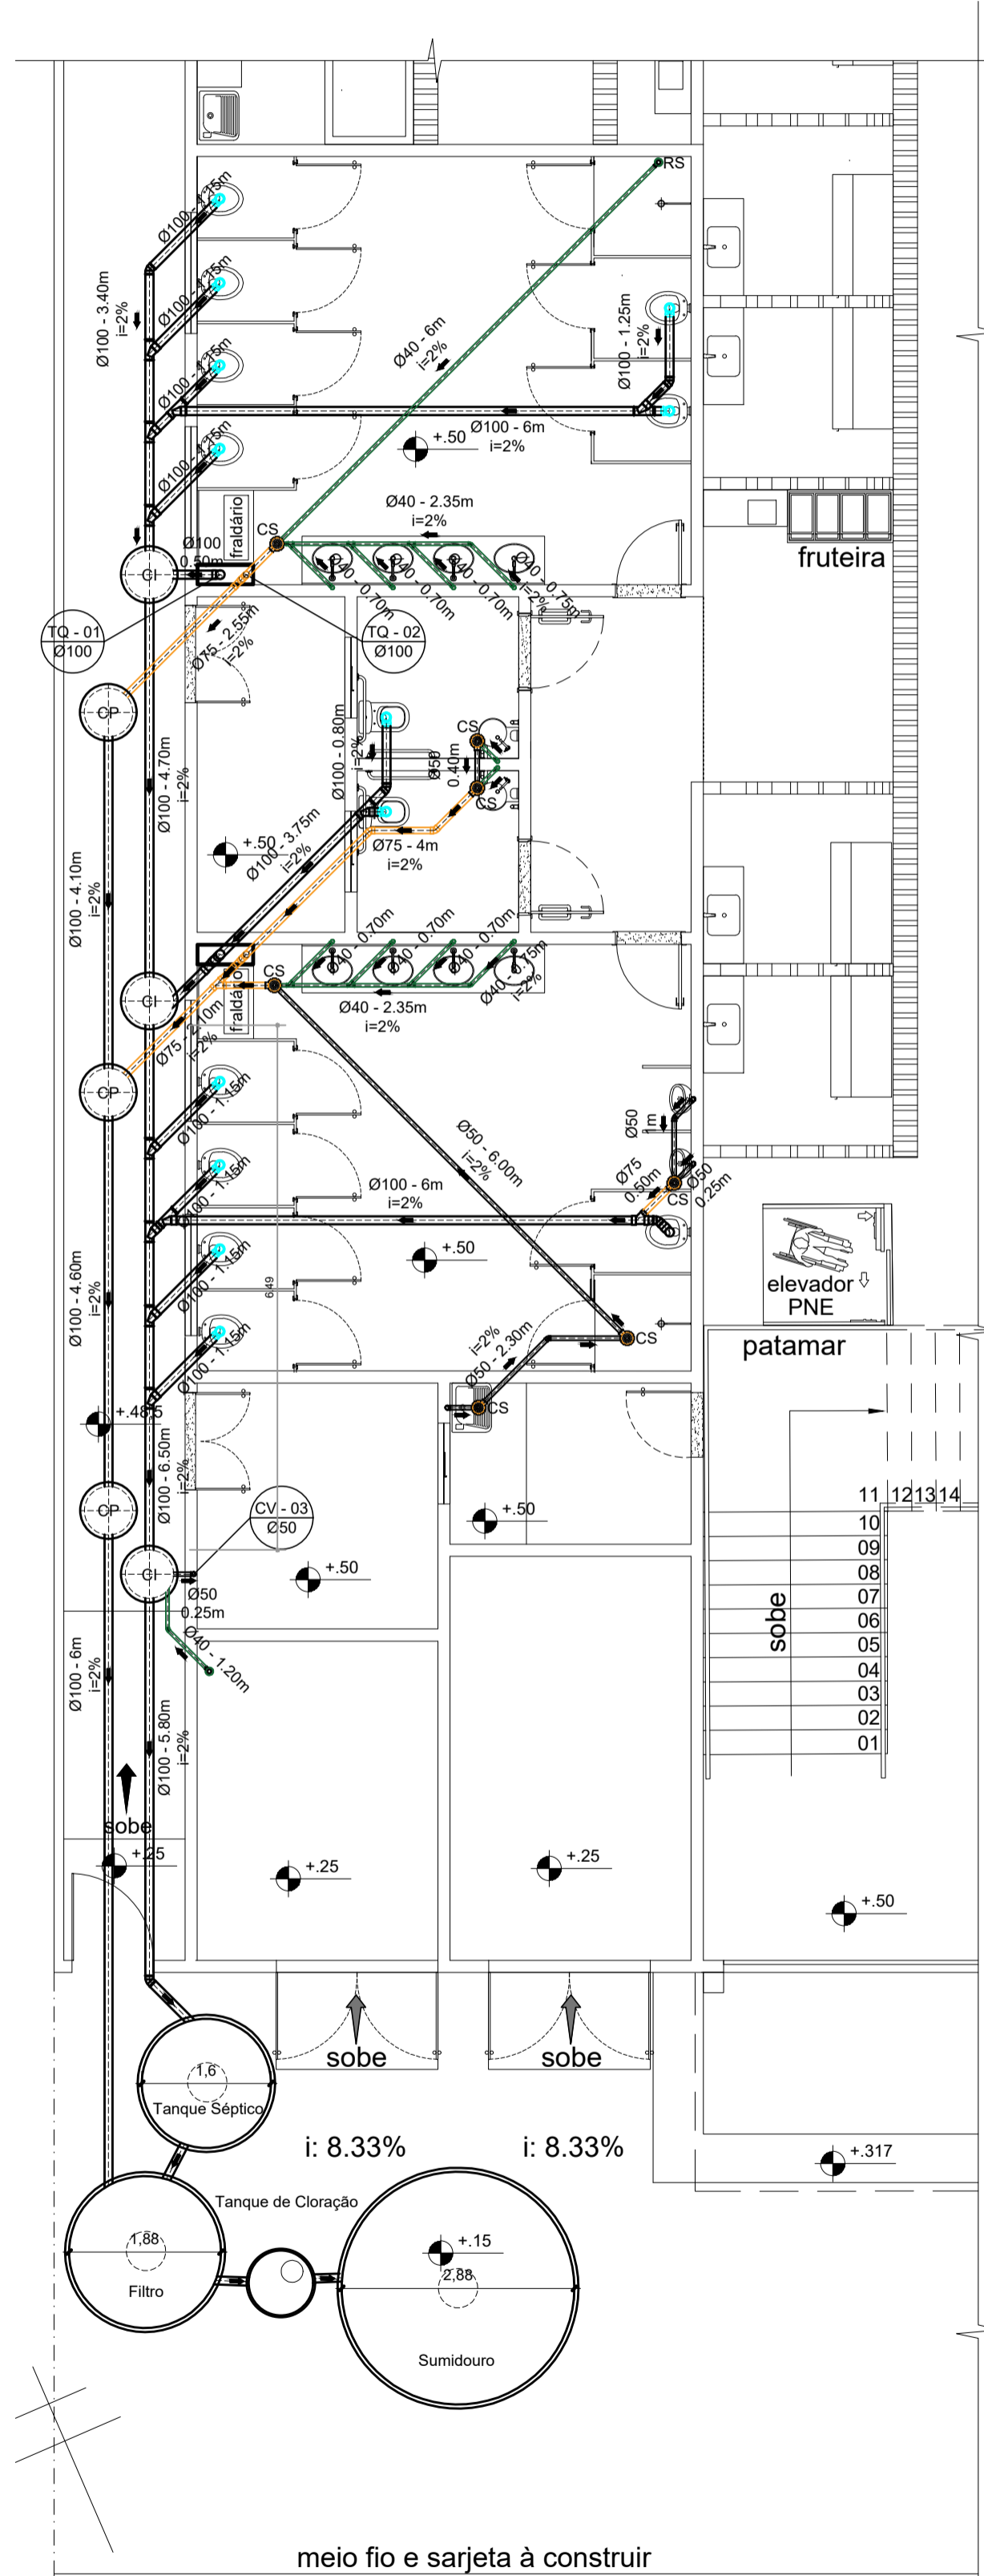 RS
Ø100 - 1.15m
Ø100 - 1.15m
Ø100 - 1.15m
Ø100 - 1.15m
Ø100 - 3.40m
i=2%
Ø40 - 6m
i=2%
Ø100 - 1.25m
i=2%
Ø100 - 6m
i=2%
+.50
Ø40 - 2.35m
i=2%
fraldário
CS
Ø100
0.50m
CI
Ø40 - 0.70m
Ø40 - 0.70m
Ø40 - 0.70m
Ø40 - 0.75m
i=2%
fruteira
TQ - 01
Ø100
TQ - 02
Ø100
Ø75 - 2.55m
i=2%
CP
Ø100 - 4.70m
i=2%
Ø100 - 0.80m
i=2%
CS
Ø50
0.40m
CS
Ø75 - 4m
i=2%
+.50
Ø100 - 3.75m
i=2%
Ø100 - 4.10m
i=2%
Ø40 - 0.70m
Ø40 - 0.70m
Ø40 - 0.70m
Ø40 - 0.75m
i=2%
CS
fraldário
Ø40 - 2.35m
i=2%
CI
Ø75 - 2.10m
i=2%
CP
Ø100 - 1.15m
Ø100 - 1.15m
Ø100 - 1.15m
Ø100 - 1.15m
Ø50 - 6.00m
i=2%
Ø50
1m
Ø75
0.50m
Ø50
0.25m
CS
Ø100 - 6m
i=2%
+.50
6.49
Ø100 - 4.60m
i=2%
elevador
PNE
patamar
CS
i=2%
Ø50 - 2.30m
CS
+.48.5
Ø100 - 6.50m
i=2%
CP
CV - 03
Ø50
+.50
11 12 13 14
10
09
08
07
06
05
04
03
02
01
sobe
CI
+.50
Ø50
0.25m
Ø40 - 1.20m
Ø100 - 6m
i=2%
Ø100 - 5.80m
i=2%
sobe
+.25
+.25
+.25
+.50
sobe
sobe
1,6
Tanque Séptico
i: 8.33%
i: 8.33%
+.317
Tanque de Cloração
1,88
Filtro
+.15
2,88
Sumidouro
meio fio e sarjeta à construir